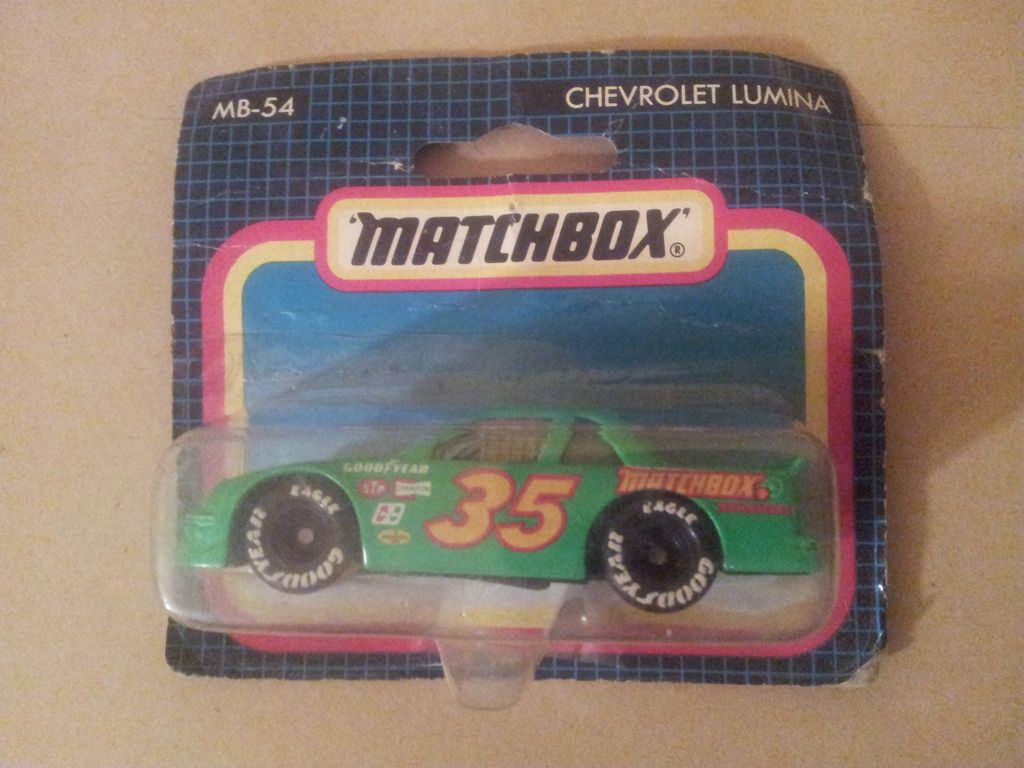 MB-54
CHEVROLET LUMINA
'MATCHBOX'®
GOODYEAR
STP
35
MATCHBOX
EAGLE
GOODYEAR
EAGLE
GOODYEAR